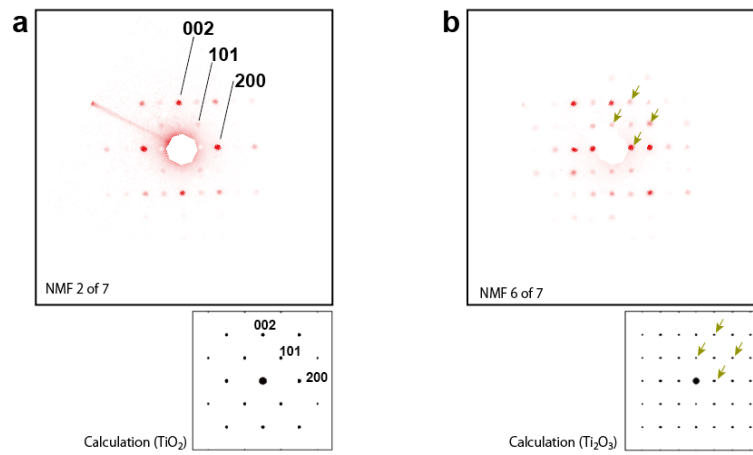 a
002
101
200
NMF 2 of 7
002
101
200
Calculation (TiO₂)
b
NMF 6 of 7
Calculation (Ti₂O₃)